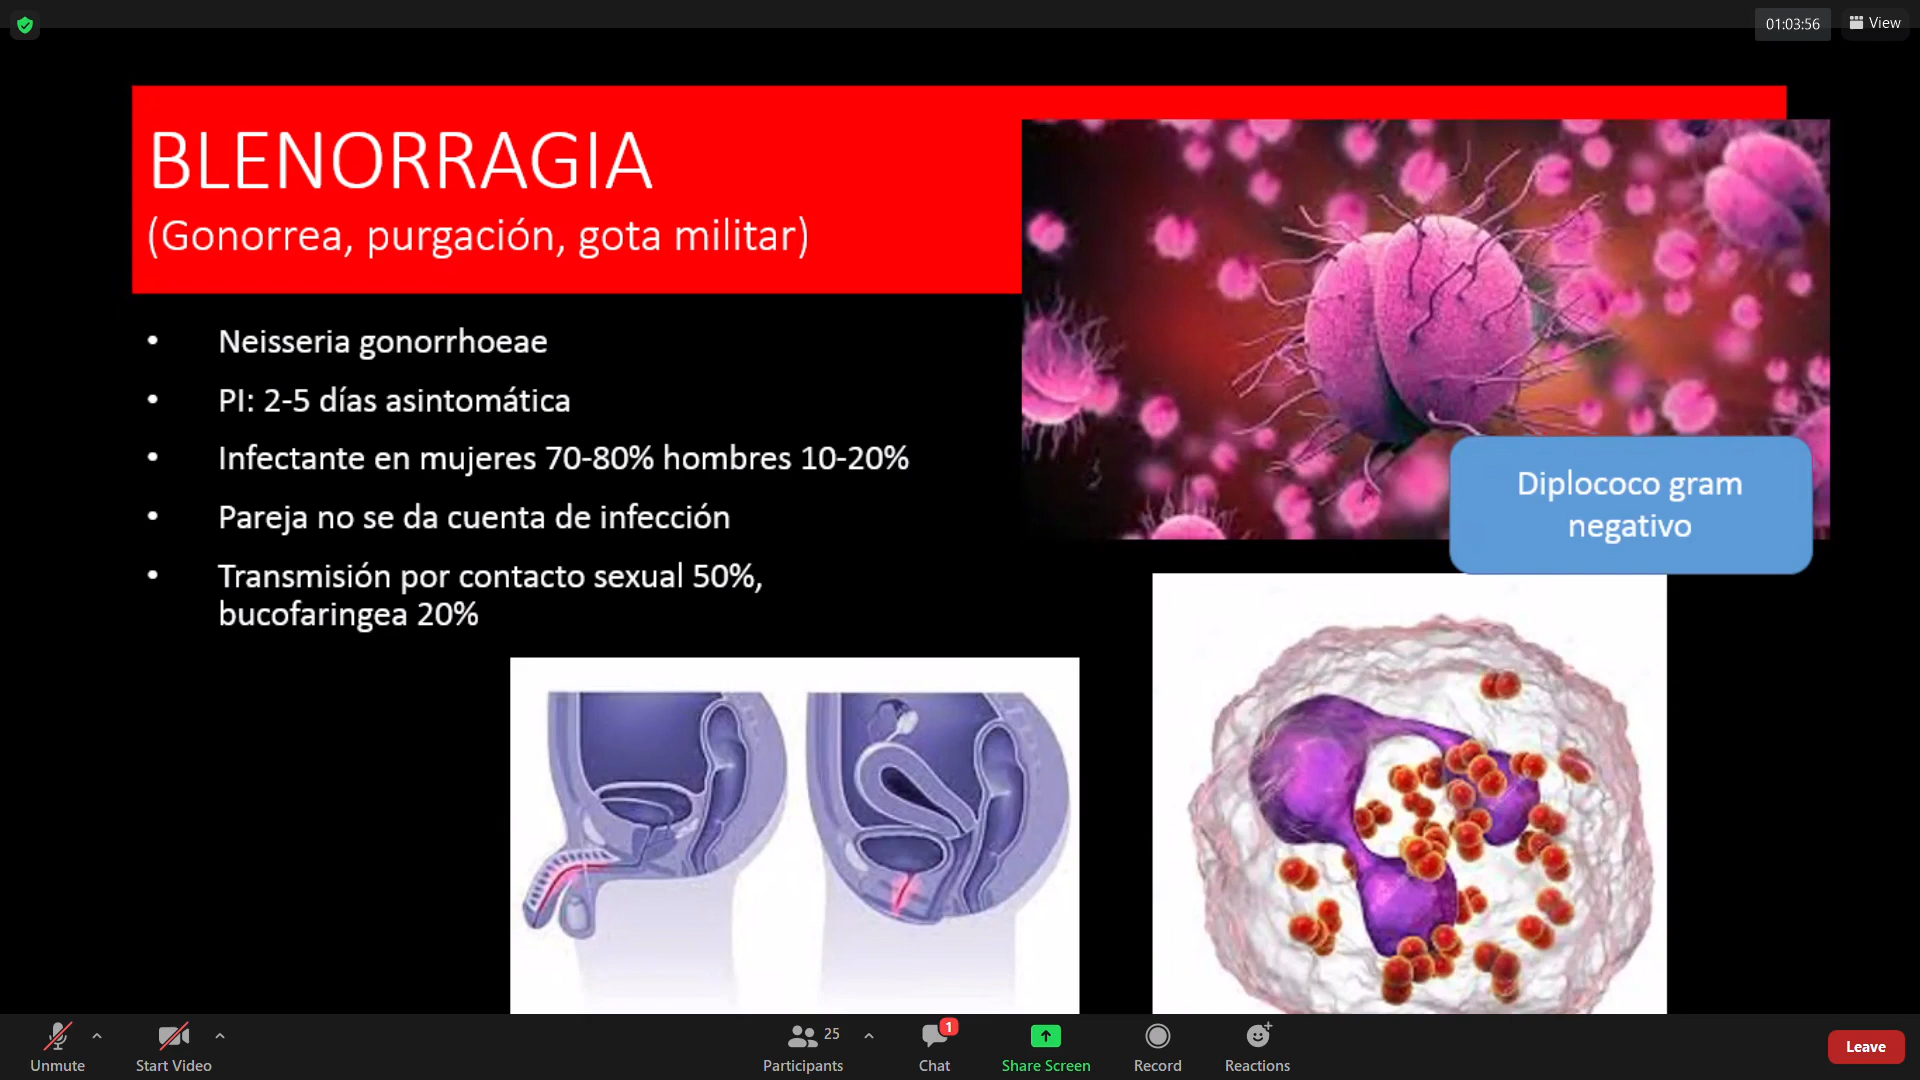 01:03:56
View
BLENORRAGIA
(Gonorrea, purgación, gota militar)
• Neisseria gonorrhoeae
• PI: 2-5 días asintomática
• Infectante en mujeres 70-80% hombres 10-20%
• Pareja no se da cuenta de infección
• Transmisión por contacto sexual 50%,
bucofaringea 20%
Diplococo gram
negativo
Unmute
Start Video
25
Participants
1
Chat
Share Screen
Record
Reactions
Leave